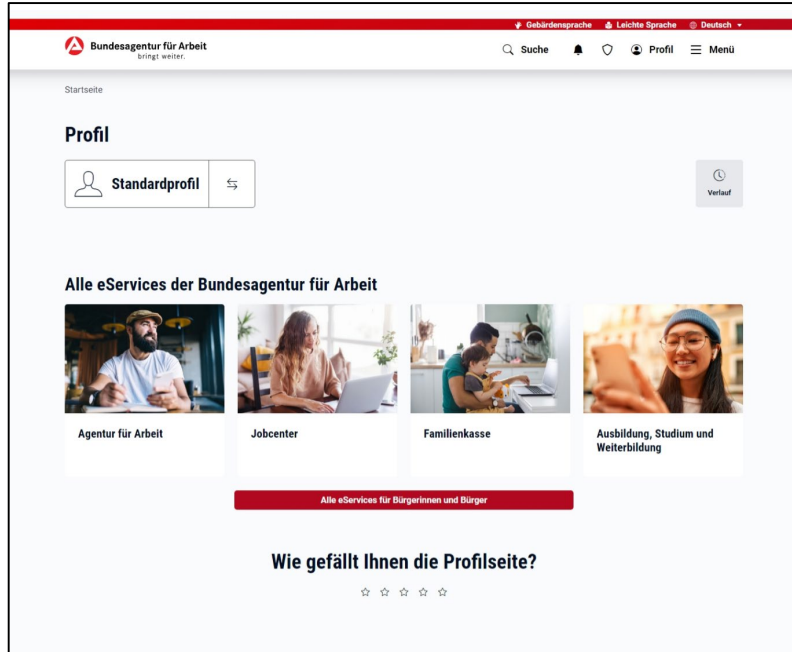 Gebärdensprache Leichte Sprache Deutsch
Bundesagentur für Arbeit
bringt weiter.
Suche Profil Menü
Startseite
Profil
Standardprofil
Verlauf
Alle eServices der Bundesagentur für Arbeit
Agentur für Arbeit
Jobcenter
Familienkasse
Ausbildung, Studium und
Weiterbildung
Alle eServices für Bürgerinnen und Bürger
Wie gefällt Ihnen die Profilseite?